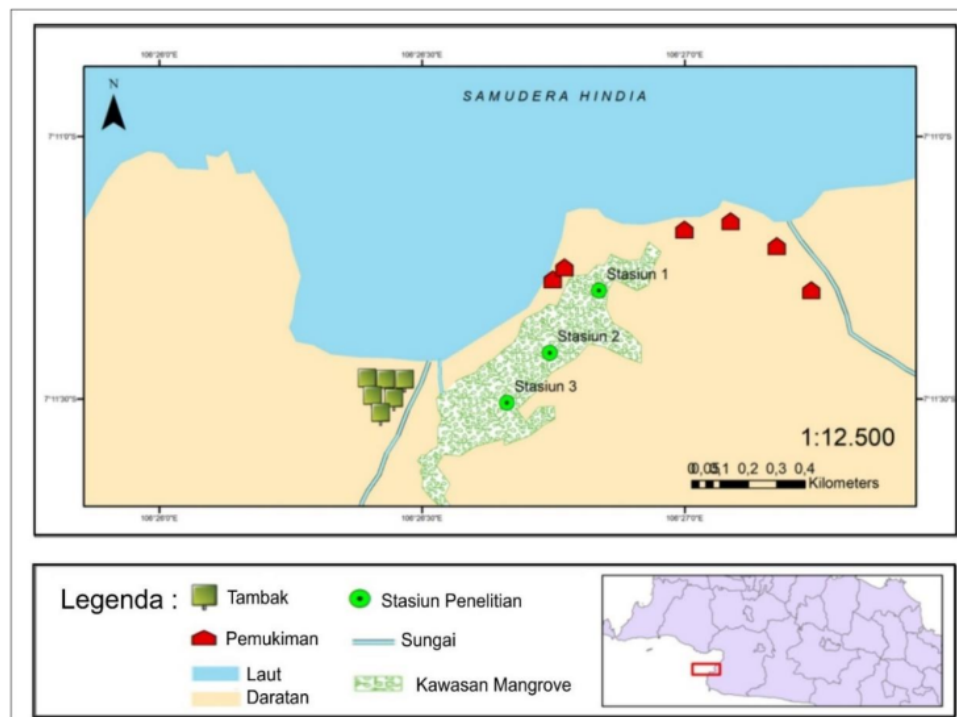 106°26'0"E 106°26'30"E 106°27'0"E
N
SAMUDERA HINDIA
7°11'0"S 7°11'0"S
Stasiun 1
Stasiun 2
Stasiun 3
7°11'30"S 7°11'30"S
1:12.500
0 0,05 0,1 0,2 0,3 0,4
Kilometers
106°26'0"E 106°26'30"E 106°27'0"E
Legenda :
Tambak
Pemukiman
Laut
Daratan
Stasiun Penelitian
Sungai
Kawasan Mangrove